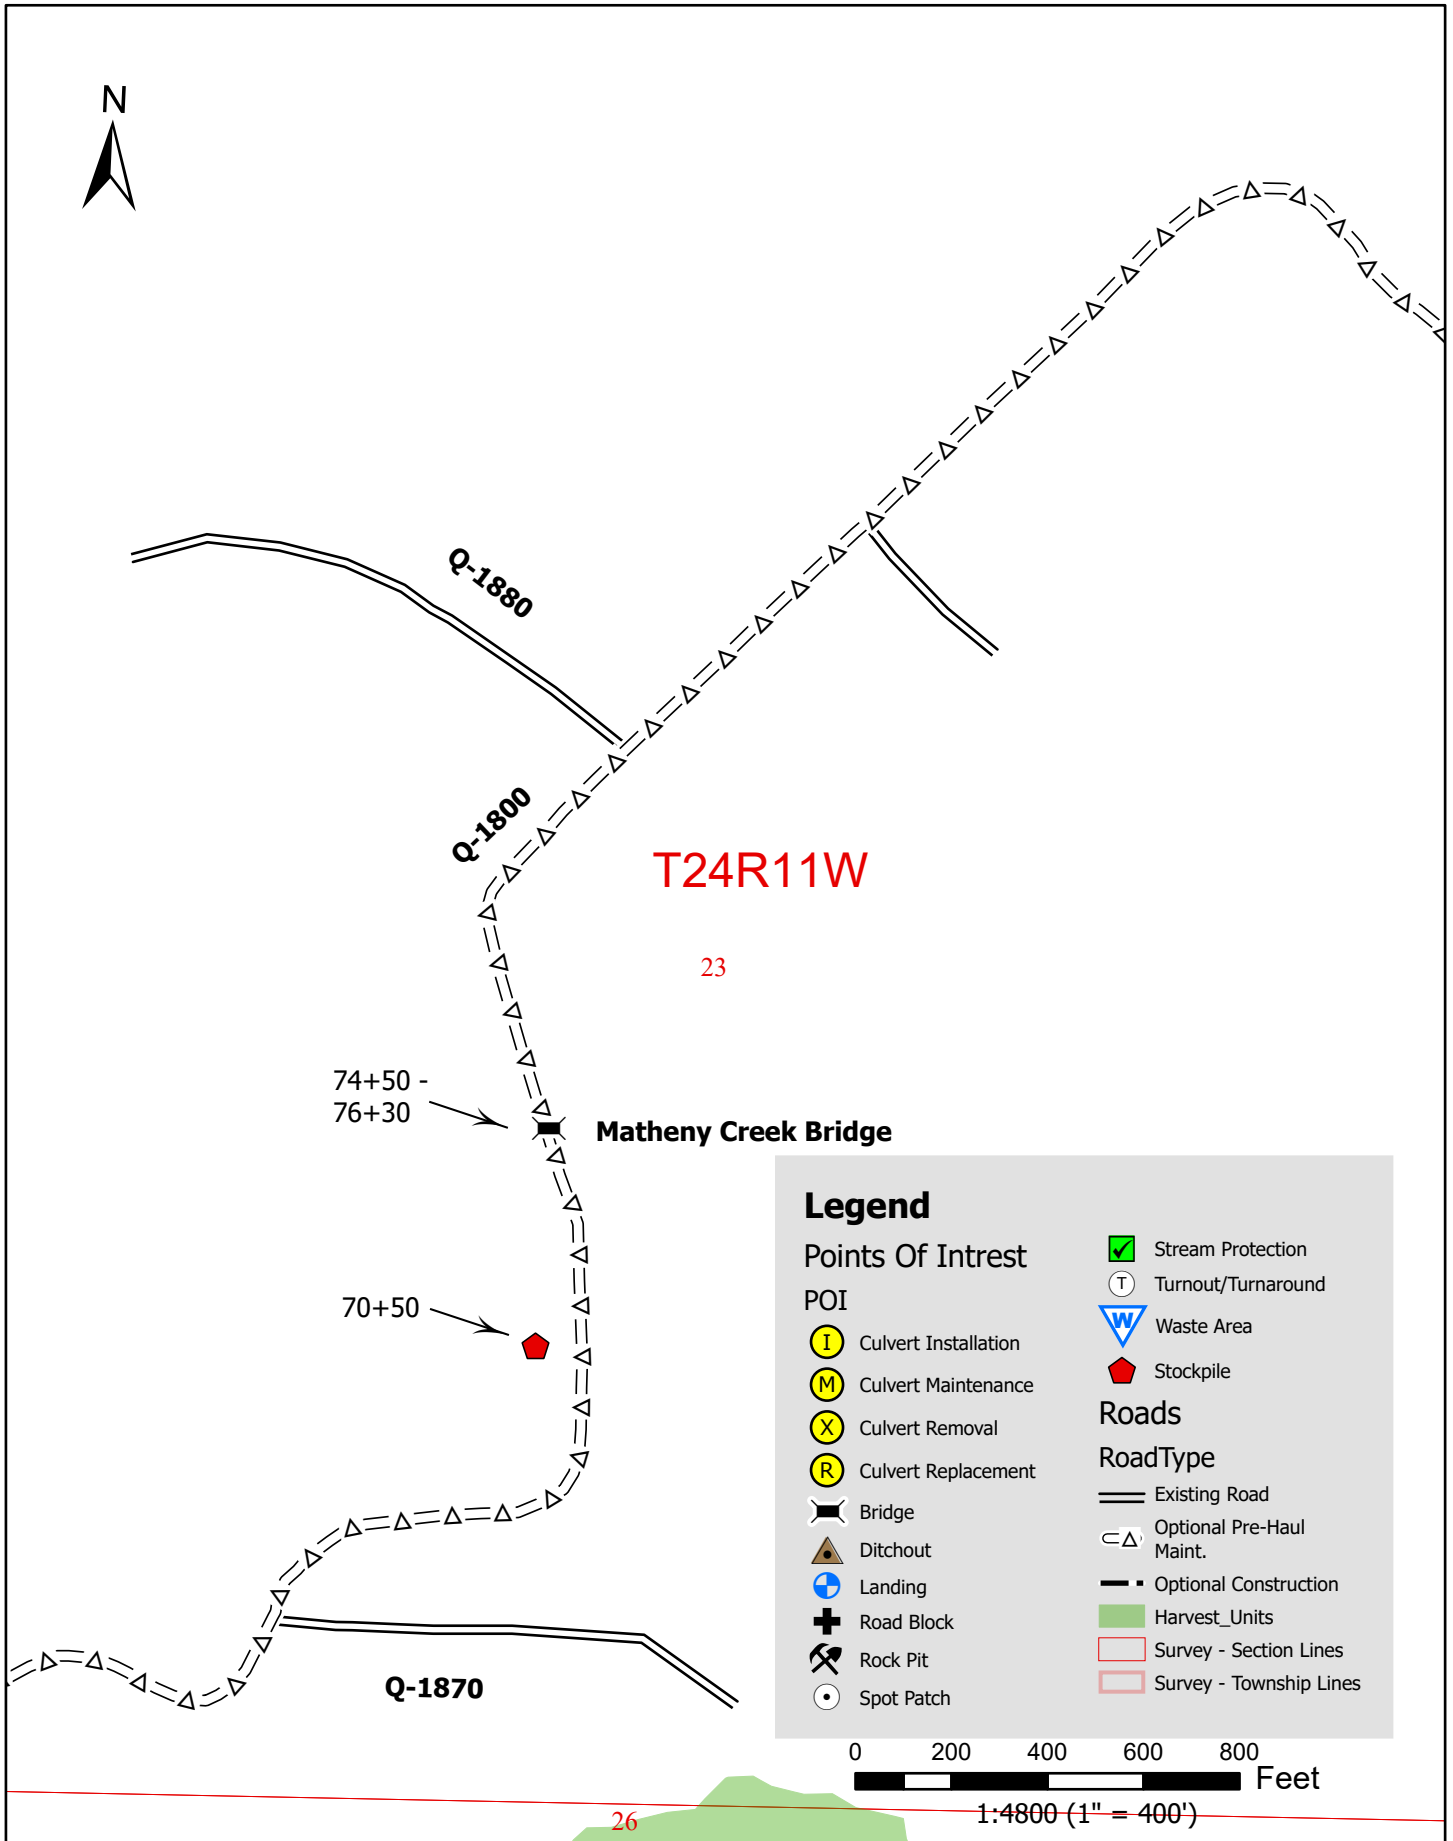 N
Q-1880
Q-1800
T24R11W
23
74+50 -
76+30
Matheny Creek Bridge
70+50
Q-1870
26
Legend
Points Of Intrest
POI
I Culvert Installation
M Culvert Maintenance
X Culvert Removal
R Culvert Replacement
Bridge
Ditchout
Landing
Road Block
Rock Pit
Spot Patch
Stream Protection
T Turnout/Turnaround
W Waste Area
Stockpile
Roads
RoadType
Existing Road
Optional Pre-Haul
Maint.
Optional Construction
Harvest_Units
Survey - Section Lines
Survey - Township Lines
0 200 400 600 800
Feet
1:4800 (1" = 400')